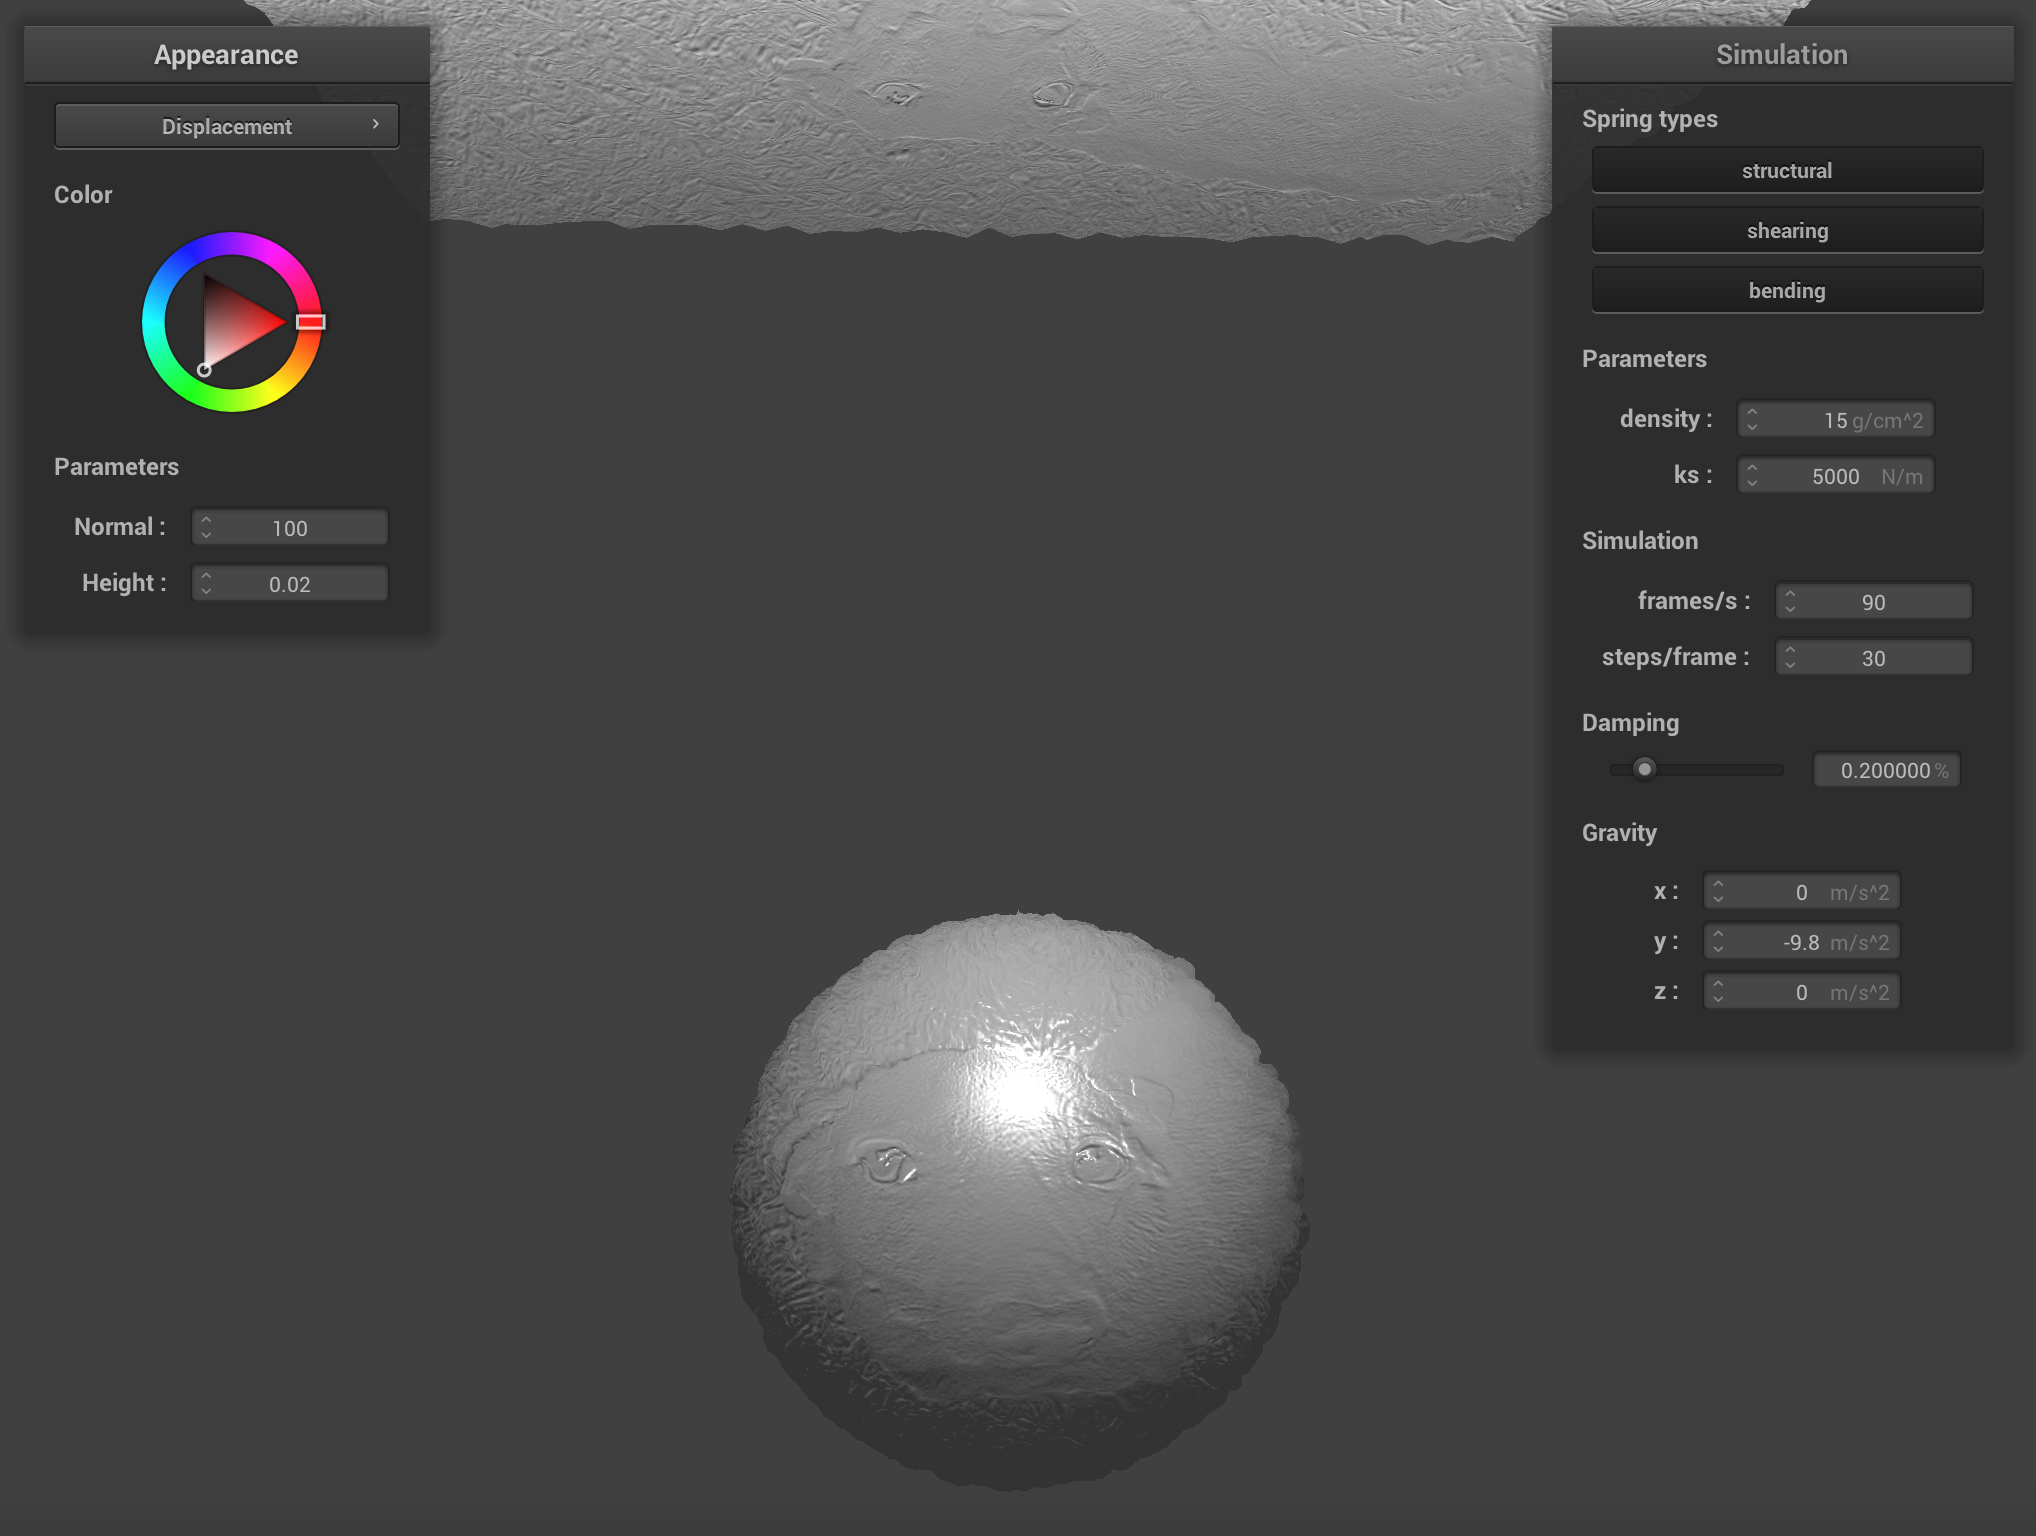 Appearance
Displacement
Color
Parameters
Normal : 100
Height : 0.02
Simulation
Spring types
structural
shearing
bending
Parameters
density : 15 g/cm^2
ks : 5000 N/m
Simulation
frames/s : 90
steps/frame : 30
Damping
0.200000 %
Gravity
x : 0 m/s^2
y : -9.8 m/s^2
z : 0 m/s^2